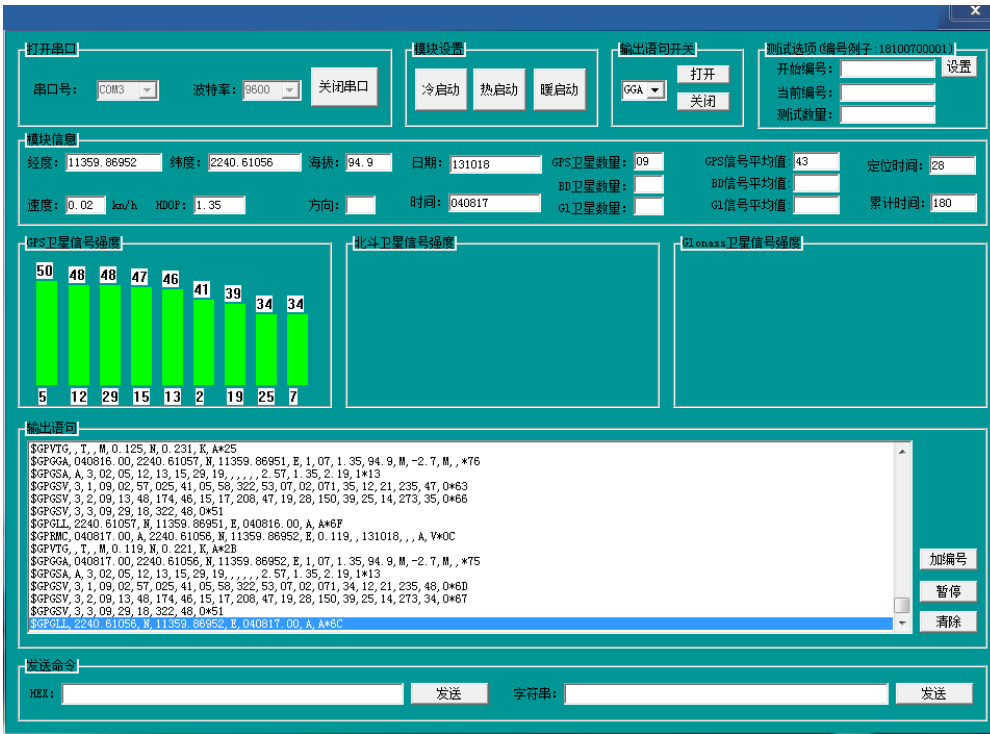 x
打开串口
串口号: COM3 波特率: 9600 关闭串口
模块设置
冷启动 热启动 暖启动
输出语句开关
GGA 打开
关闭
测试选项(编号例子:18100700001)
开始编号: 设置
当前编号:
测试数量:
模块信息
经度: 11359.86952 纬度: 2240.61056 海拔: 94.9 日期: 131018 GPS卫星数量: 09 GPS信号平均值: 43 定位时间: 28
BD卫星数量: BD信号平均值:
速度: 0.02 km/h HDOP: 1.35 方向: 时间: 040817 Gl卫星数量: Gl信号平均值: 累计时间: 180
GPS卫星信号强度
50 48 48 47 46 41 39 34 34
5 12 29 15 13 2 19 25 7
北斗卫星信号强度
Glonass卫星信号强度
输出语句
$GPVTG,,T,,M,0.125,N,0.231,K,A*25
$GPGGA,040816.00,2240.61057,N,11359.86951,E,1,07,1.35,94.9,M,-2.7,M,,*76
$GPGSA,A,3,02,05,12,13,15,29,19,,,,,,2.57,1.35,2.19,1*13
$GPGSV,3,1,09,02,57,025,41,05,58,322,53,07,02,071,35,12,21,235,47,0*63
$GPGSV,3,2,09,13,48,174,46,15,17,208,47,19,28,150,39,25,14,273,35,0*66
$GPGSV,3,3,09,29,18,322,48,0*51
$GPGLL,2240.61057,N,11359.86951,E,040816.00,A,A*6F
$GPRMC,040817.00,A,2240.61056,N,11359.86952,E,0.119,,131018,,,A,V*0C
$GPVTG,,T,,M,0.119,N,0.221,K,A*2B
$GPGGA,040817.00,2240.61056,N,11359.86952,E,1,07,1.35,94.9,M,-2.7,M,,*75
$GPGSA,A,3,02,05,12,13,15,29,19,,,,,,2.57,1.35,2.19,1*13
$GPGSV,3,1,09,02,57,025,41,05,58,322,53,07,02,071,34,12,21,235,48,0*6D
$GPGSV,3,2,09,13,48,174,46,15,17,208,47,19,28,150,39,25,14,273,34,0*67
$GPGSV,3,3,09,29,18,322,48,0*51
$GPGLL,2240.61056,N,11359.86952,E,040817.00,A,A*6C
加编号
暂停
清除
发送命令
HEX: 发送 字符串: 发送